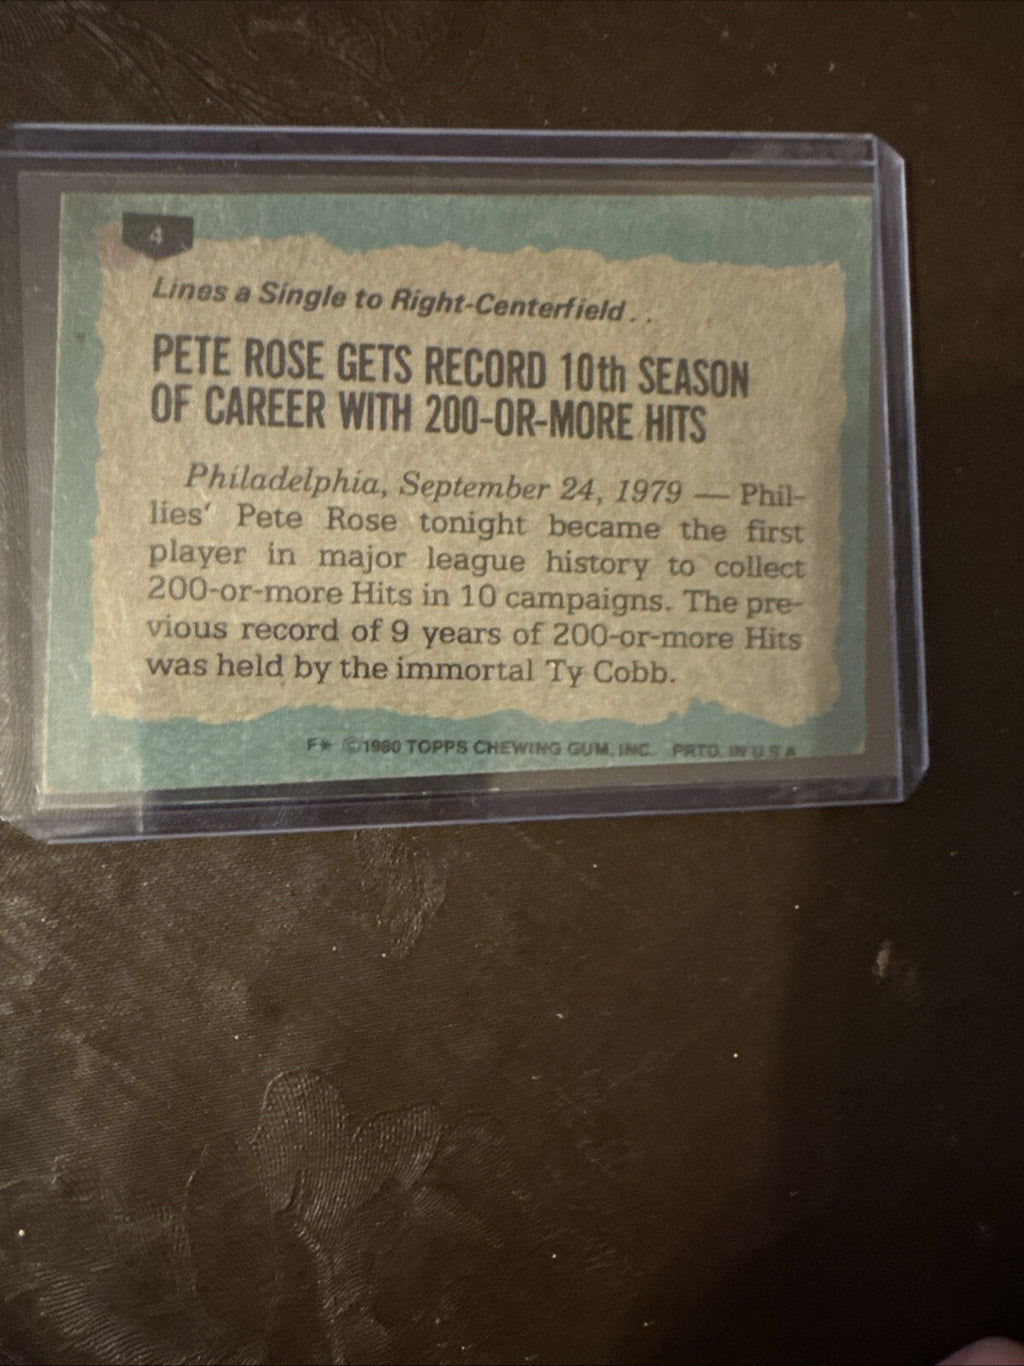 4
Lines a Single to Right-Centerfield . .
PETE ROSE GETS RECORD 10th SEASON
OF CAREER WITH 200-OR-MORE HITS
Philadelphia, September 24, 1979 — Phil-
lies' Pete Rose tonight became the first
player in major league history to collect
200-or-more Hits in 10 campaigns. The pre-
vious record of 9 years of 200-or-more Hits
was held by the immortal Ty Cobb.
F* ©1980 TOPPS CHEWING GUM, INC. PRTD. IN U S A